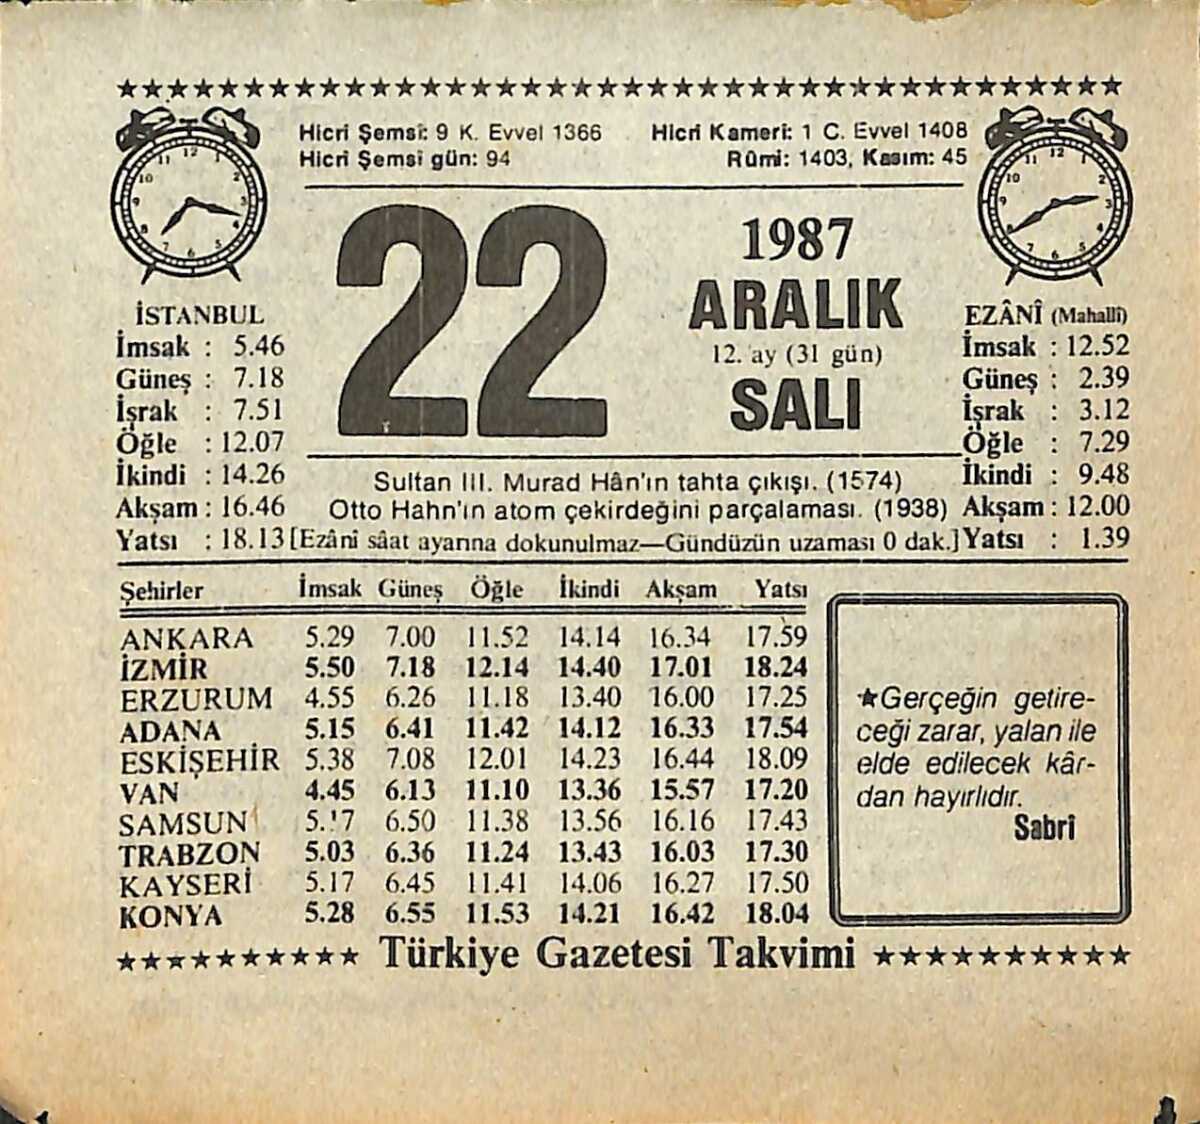 Hicrî Şemsî: 9 K. Evvel 1366 Hicrî Kamerî: 1 C. Evvel 1408
Hicrî Şemsî gün: 94 Rûmî: 1403, Kasım: 45
22
1987
ARALIK
12. ay (31 gün)
SALI
İSTANBUL
İmsak : 5.46
Güneş : 7.18
İşrak : 7.51
Öğle : 12.07
İkindi : 14.26
Akşam : 16.46
Yatsı : 18.13
EZÂNÎ (Mahallî)
İmsak : 12.52
Güneş : 2.39
İşrak : 3.12
Öğle : 7.29
İkindi : 9.48
Akşam : 12.00
Yatsı : 1.39
Sultan III. Murad Hân'ın tahta çıkışı. (1574)
Otto Hahn'ın atom çekirdeğini parçalaması. (1938)
[Ezânî sâat ayarına dokunulmaz—Gündüzün uzaması 0 dak.]
Şehirler İmsak Güneş Öğle İkindi Akşam Yatsı
ANKARA 5.29 7.00 11.52 14.14 16.34 17.59
İZMİR 5.50 7.18 12.14 14.40 17.01 18.24
ERZURUM 4.55 6.26 11.18 13.40 16.00 17.25
ADANA 5.15 6.41 11.42 14.12 16.33 17.54
ESKİŞEHİR 5.38 7.08 12.01 14.23 16.44 18.09
VAN 4.45 6.13 11.10 13.36 15.57 17.20
SAMSUN 6.50 11.38 13.56 16.16 17.43
TRABZON 5.03 6.36 11.24 13.43 16.03 17.30
KAYSERİ 5.17 6.45 11.41 14.06 16.27 17.50
KONYA 5.28 6.55 11.53 14.21 16.42 18.04
★Gerçeğin getire-
ceği zarar, yalan ile
elde edilecek kâr-
dan hayırlıdır.
Sabrî
Türkiye Gazetesi Takvimi